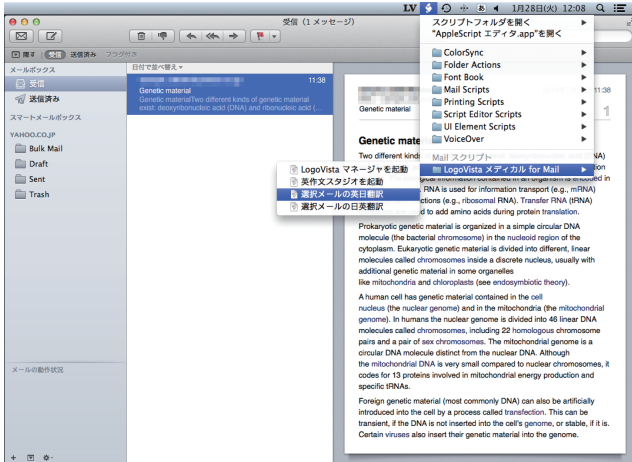 LV あ 1月28日(火) 12:08
受信 (1 メッセージ)
スクリプトフォルダを開く
"AppleScript エディタ.app"を開く
ColorSync
Folder Actions
Font Book
Mail Scripts
Printing Scripts
Script Editor Scripts
UI Element Scripts
VoiceOver
Mail スクリプト
LogoVista メディカル for Mail
LogoVista マネージャを起動
英作文スタジオを起動
選択メールの英日翻訳
選択メールの日英翻訳
隠す 受信 送信済み フラグ付き
メールボックス
受信
送信済み
スマートメールボックス
YAHOO.CO.JP
Bulk Mail
Draft
Sent
Trash
メールの動作状況
日付で並べ替え
11:38
Genetic material
Genetic materialTwo different kinds of genetic material
exist: deoxyribonucleic acid (DNA) and ribonucleic acid (…
11:38
Genetic material
1
Genetic mate
Two different kinds NA)
information contained in an organism is encoded in
RNA is used for information transport (e.g., mRNA)
ctions (e.g., ribosomal RNA). Transfer RNA (tRNA)
d to add amino acids during protein translation.
Prokaryotic genetic material is organized in a simple circular DNA
molecule (the bacterial chromosome) in the nucleoid region of the
cytoplasm. Eukaryotic genetic material is divided into different, linear
molecules called chromosomes inside a discrete nucleus, usually with
additional genetic material in some organelles
like mitochondria and chloroplasts (see endosymbiotic theory).
A human cell has genetic material contained in the cell
nucleus (the nuclear genome) and in the mitochondria (the mitochondrial
genome). In humans the nuclear genome is divided into 46 linear DNA
molecules called chromosomes, including 22 homologous chromosome
pairs and a pair of sex chromosomes. The mitochondrial genome is a
circular DNA molecule distinct from the nuclear DNA. Although
the mitochondrial DNA is very small compared to nuclear chromosomes, it
codes for 13 proteins involved in mitochondrial energy production and
specific tRNAs.
Foreign genetic material (most commonly DNA) can also be artificially
introduced into the cell by a process called transfection. This can be
transient, if the DNA is not inserted into the cell's genome, or stable, if it is.
Certain viruses also insert their genetic material into the genome.